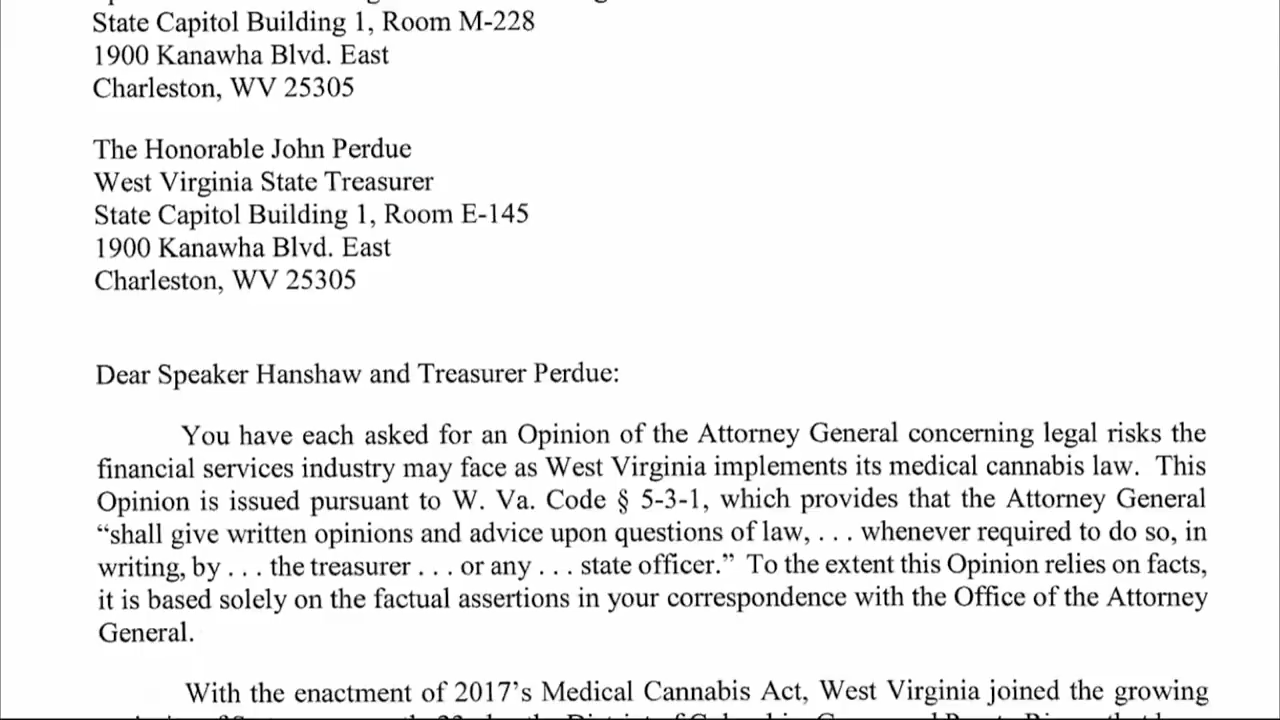 State Capitol Building 1, Room M-228
1900 Kanawha Blvd. East
Charleston, WV 25305
The Honorable John Perdue
West Virginia State Treasurer
State Capitol Building 1, Room E-145
1900 Kanawha Blvd. East
Charleston, WV 25305
Dear Speaker Hanshaw and Treasurer Perdue:
You have each asked for an Opinion of the Attorney General concerning legal risks the
financial services industry may face as West Virginia implements its medical cannabis law. This
Opinion is issued pursuant to W. Va. Code § 5-3-1, which provides that the Attorney General
“shall give written opinions and advice upon questions of law, . . . whenever required to do so, in
writing, by . . . the treasurer . . . or any . . . state officer.” To the extent this Opinion relies on facts,
it is based solely on the factual assertions in your correspondence with the Office of the Attorney
General.
With the enactment of 2017’s Medical Cannabis Act, West Virginia joined the growing